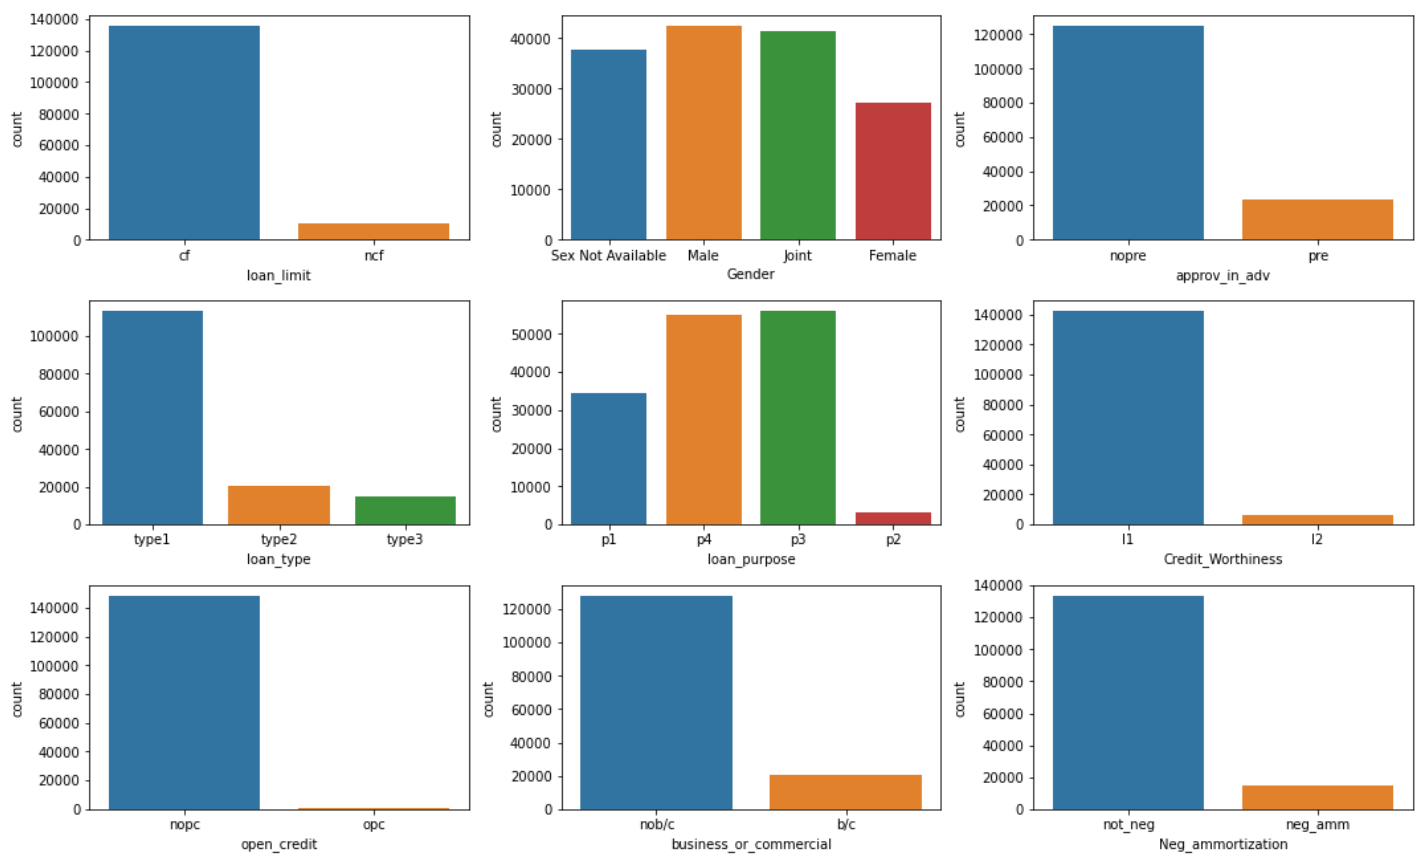 140000
120000
100000
80000
60000
40000
20000
0
count
cf ncf
loan_limit
40000
30000
20000
10000
0
count
Sex Not Available Male Joint Female
Gender
120000
100000
80000
60000
40000
20000
0
count
nopre pre
approv_in_adv
100000
80000
60000
40000
20000
0
count
type1 type2 type3
loan_type
50000
40000
30000
20000
10000
0
count
p1 p4 p3 p2
loan_purpose
140000
120000
100000
80000
60000
40000
20000
0
count
l1 l2
Credit_Worthiness
140000
120000
100000
80000
60000
40000
20000
0
count
nopc opc
open_credit
120000
100000
80000
60000
40000
20000
0
count
nob/c b/c
business_or_commercial
140000
120000
100000
80000
60000
40000
20000
0
count
not_neg neg_amm
Neg_ammortization